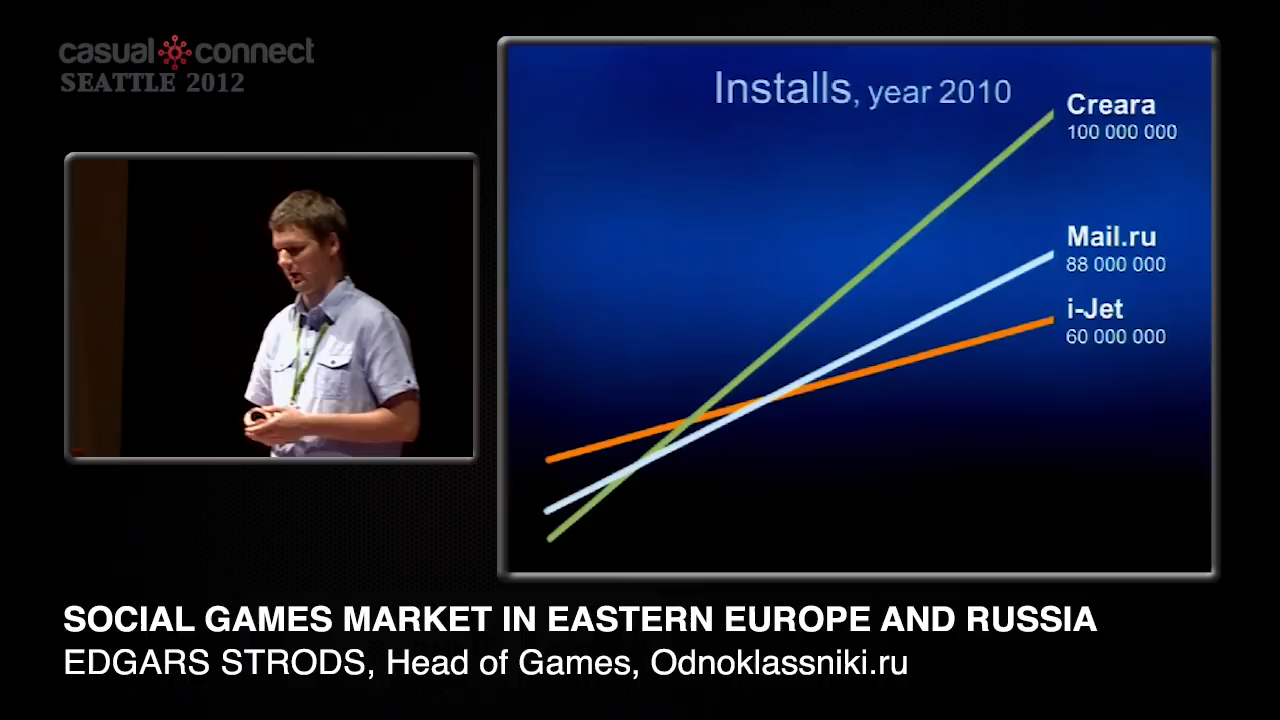 casual connect
SEATTLE 2012
Installs, year 2010
Creara
100 000 000
Mail.ru
88 000 000
i-Jet
60 000 000
SOCIAL GAMES MARKET IN EASTERN EUROPE AND RUSSIA
EDGARS STRODS, Head of Games, Odnoklassniki.ru